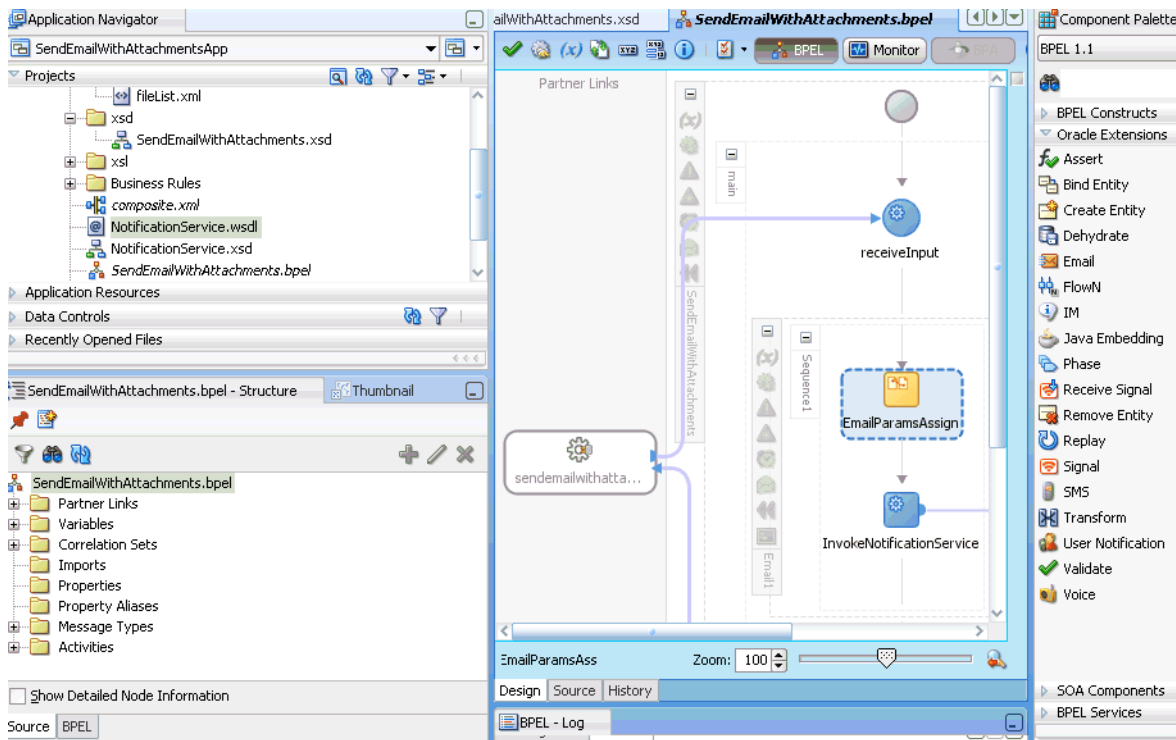 Application Navigator
SendEmailWithAttachmentsApp
Projects
fileList.xml
xsd
SendEmailWithAttachments.xsd
xsl
Business Rules
composite.xml
NotificationService.wsdl
NotificationService.xsd
SendEmailWithAttachments.bpel
Application Resources
Data Controls
Recently Opened Files
SendEmailWithAttachments.bpel - Structure
Thumbnail
SendEmailWithAttachments.bpel
Partner Links
Variables
Correlation Sets
Imports
Properties
Property Aliases
Message Types
Activities
Show Detailed Node Information
Source
BPEL
ailWithAttachments.xsd
SendEmailWithAttachments.bpel
(x)
BPEL
Monitor
BPA
Partner Links
(x)
main
receiveInput
SendEmailWithAttachments
(x)
Sequence1
EmailParamsAssign
sendemailwithatta...
InvokeNotificationService
Email1
EmailParamsAss
Zoom: 100
Design
Source
History
BPEL - Log
Component Palette
BPEL 1.1
BPEL Constructs
Oracle Extensions
Assert
Bind Entity
Create Entity
Dehydrate
Email
FlowN
IM
Java Embedding
Phase
Receive Signal
Remove Entity
Replay
Signal
SMS
Transform
User Notification
Validate
Voice
SOA Components
BPEL Services